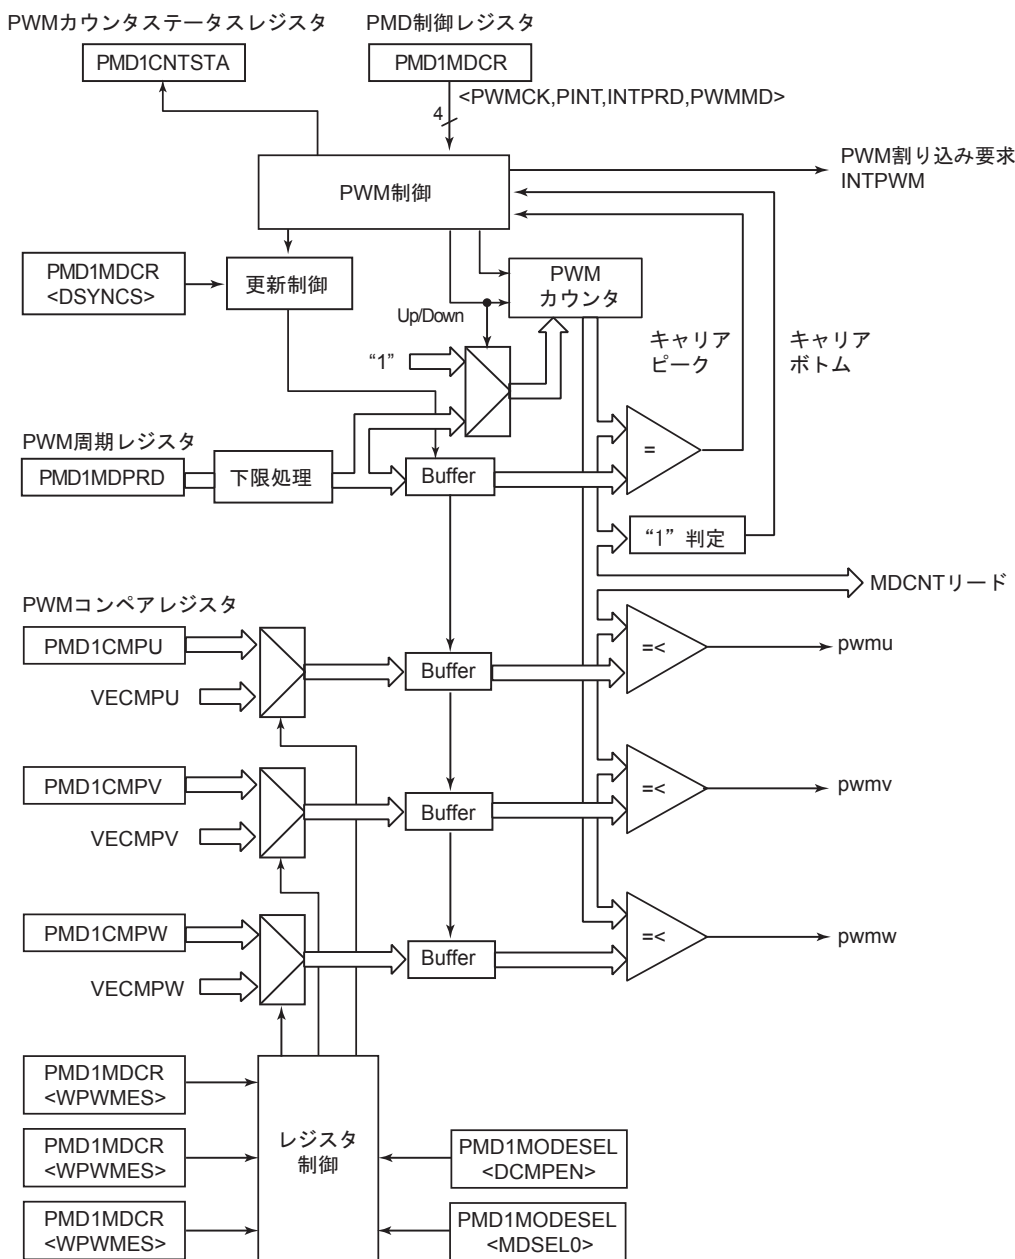 PWMカウンタステータスレジスタ
PMD制御レジスタ
PMD1CNTSTA
PMD1MDCR
<PWMCK,PINT,INTPRD,PWMMD>
4
PWM制御
PWM割り込み要求
INTPWM
PMD1MDCR
<DSYNCS>
更新制御
PWM
カウンタ
Up/Down
“1”
キャリア
ピーク
キャリア
ボトム
PWM周期レジスタ
PMD1MDPRD
下限処理
Buffer
=
“1” 判定
MDCNTリード
PWMコンペアレジスタ
PMD1CMPU
VECMPU
Buffer
=<
pwmu
PMD1CMPV
VECMPV
Buffer
=<
pwmv
PMD1CMPW
VECMPW
Buffer
=<
pwmw
PMD1MDCR
<WPWMES>
PMD1MDCR
<WPWMES>
PMD1MDCR
<WPWMES>
レジスタ
制御
PMD1MODESEL
<DCMPEN>
PMD1MODESEL
<MDSEL0>